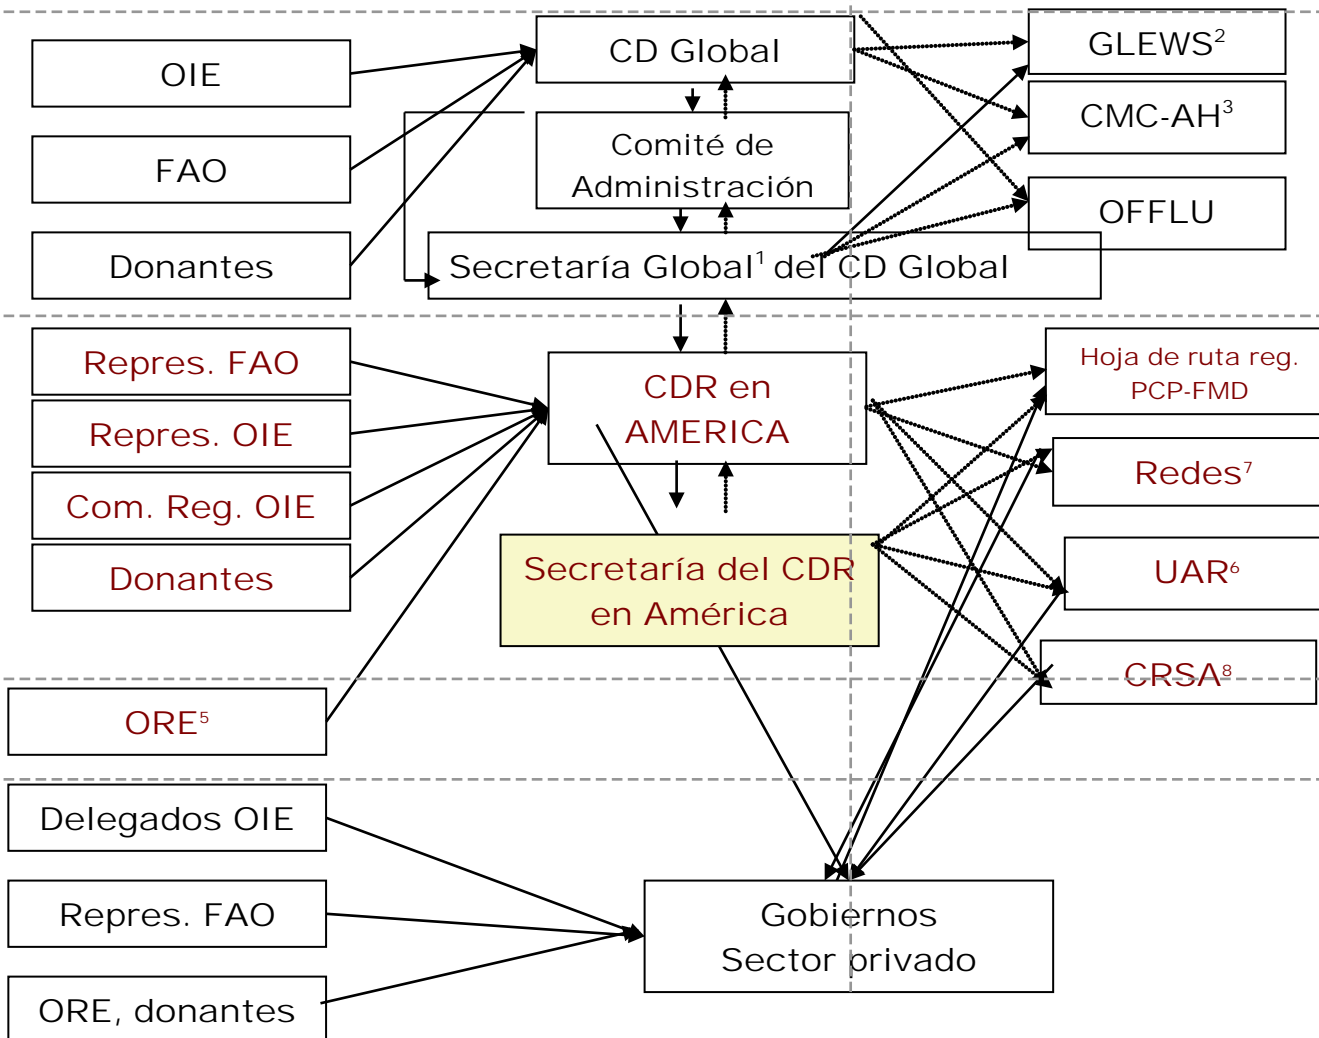 OIE
FAO
Donantes
CD Global
Comité de
Administración
Secretaría Global¹ del CD Global
GLEWS²
CMC-AH³
OFFLU
Repres. FAO
Repres. OIE
Com. Reg. OIE
Donantes
CDR en
AMERICA
Secretaría del CDR
en América
Hoja de ruta reg.
PCP-FMD
Redes⁷
UAR⁶
CRSA⁸
ORE⁵
Delegados OIE
Repres. FAO
ORE, donantes
Gobiernos
Sector privado